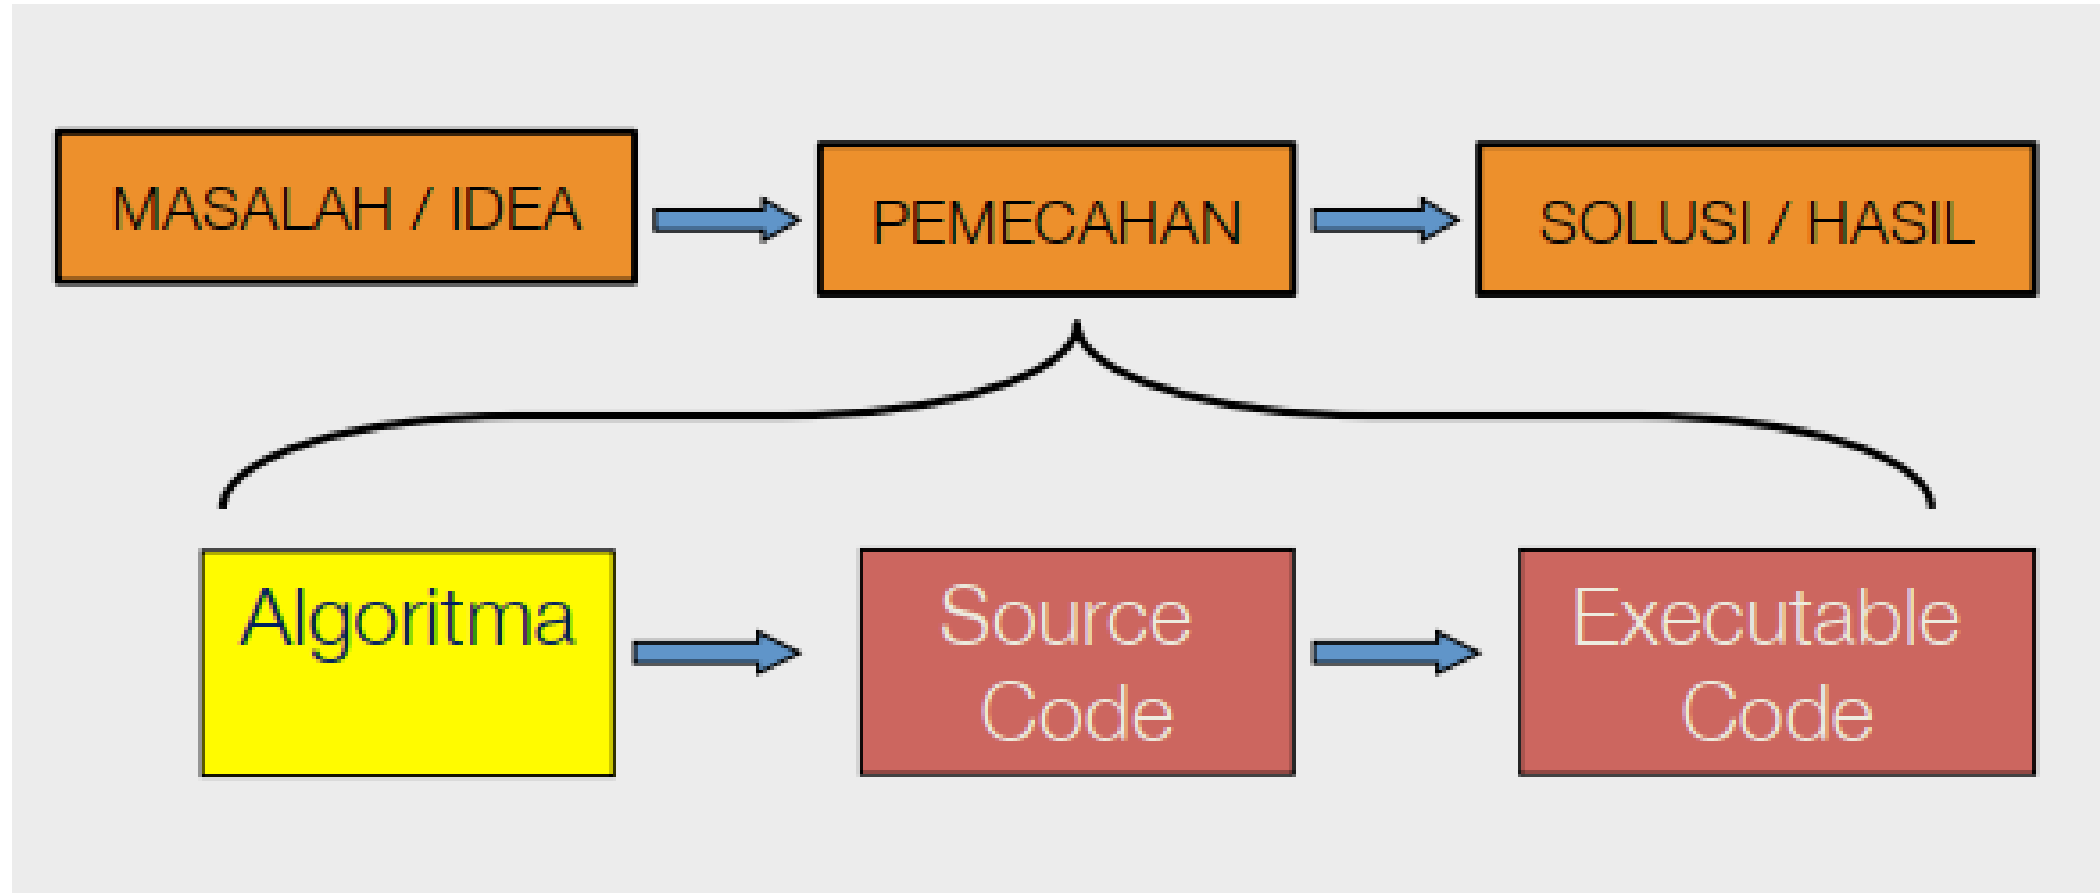 MASALAH / IDEA
PEMECAHAN
SOLUSI / HASIL
Algoritma
Source
Code
Executable
Code